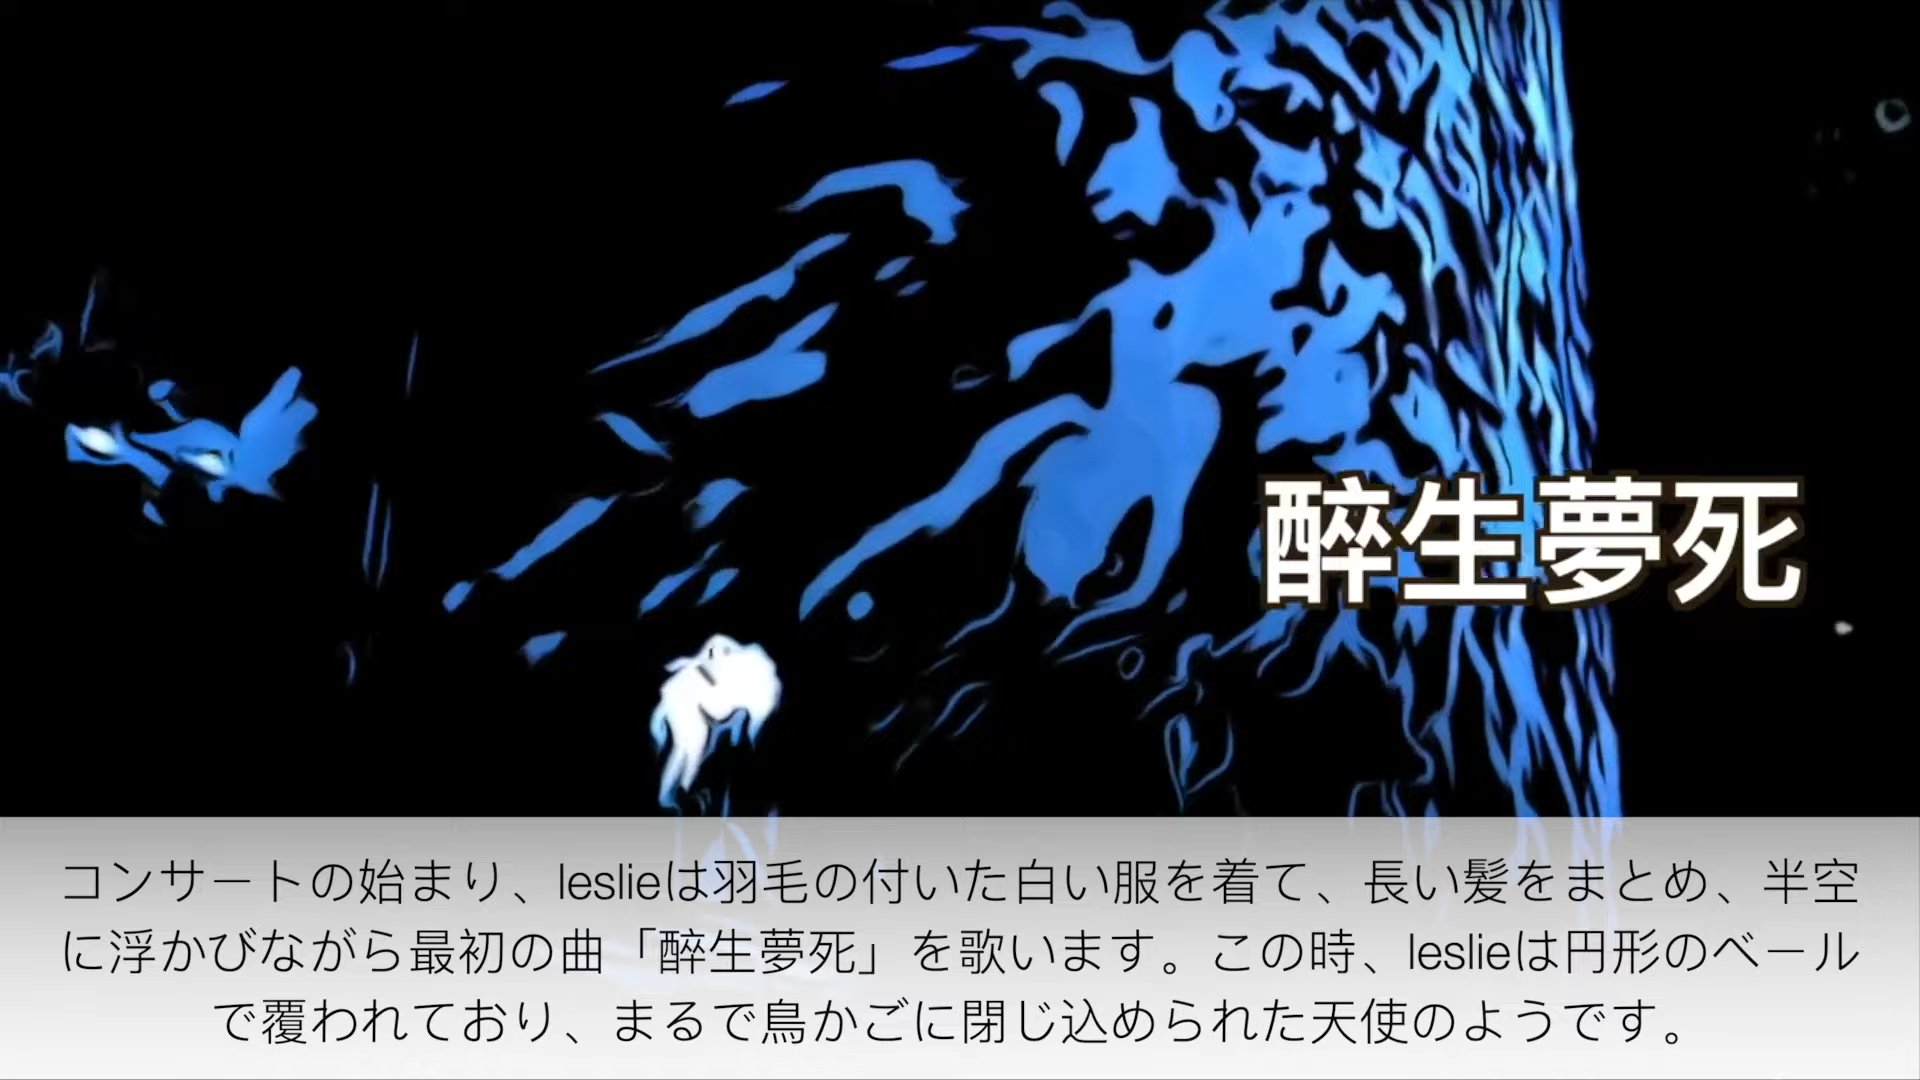 醉生夢死
コンサートの始まり、leslieは羽毛の付いた白い服を着て、長い髪をまとめ、半空
に浮かびながら最初の曲「醉生夢死」を歌います。この時、leslieは円形のベール
で覆われており、まるで鳥かごに閉じ込められた天使のようです。